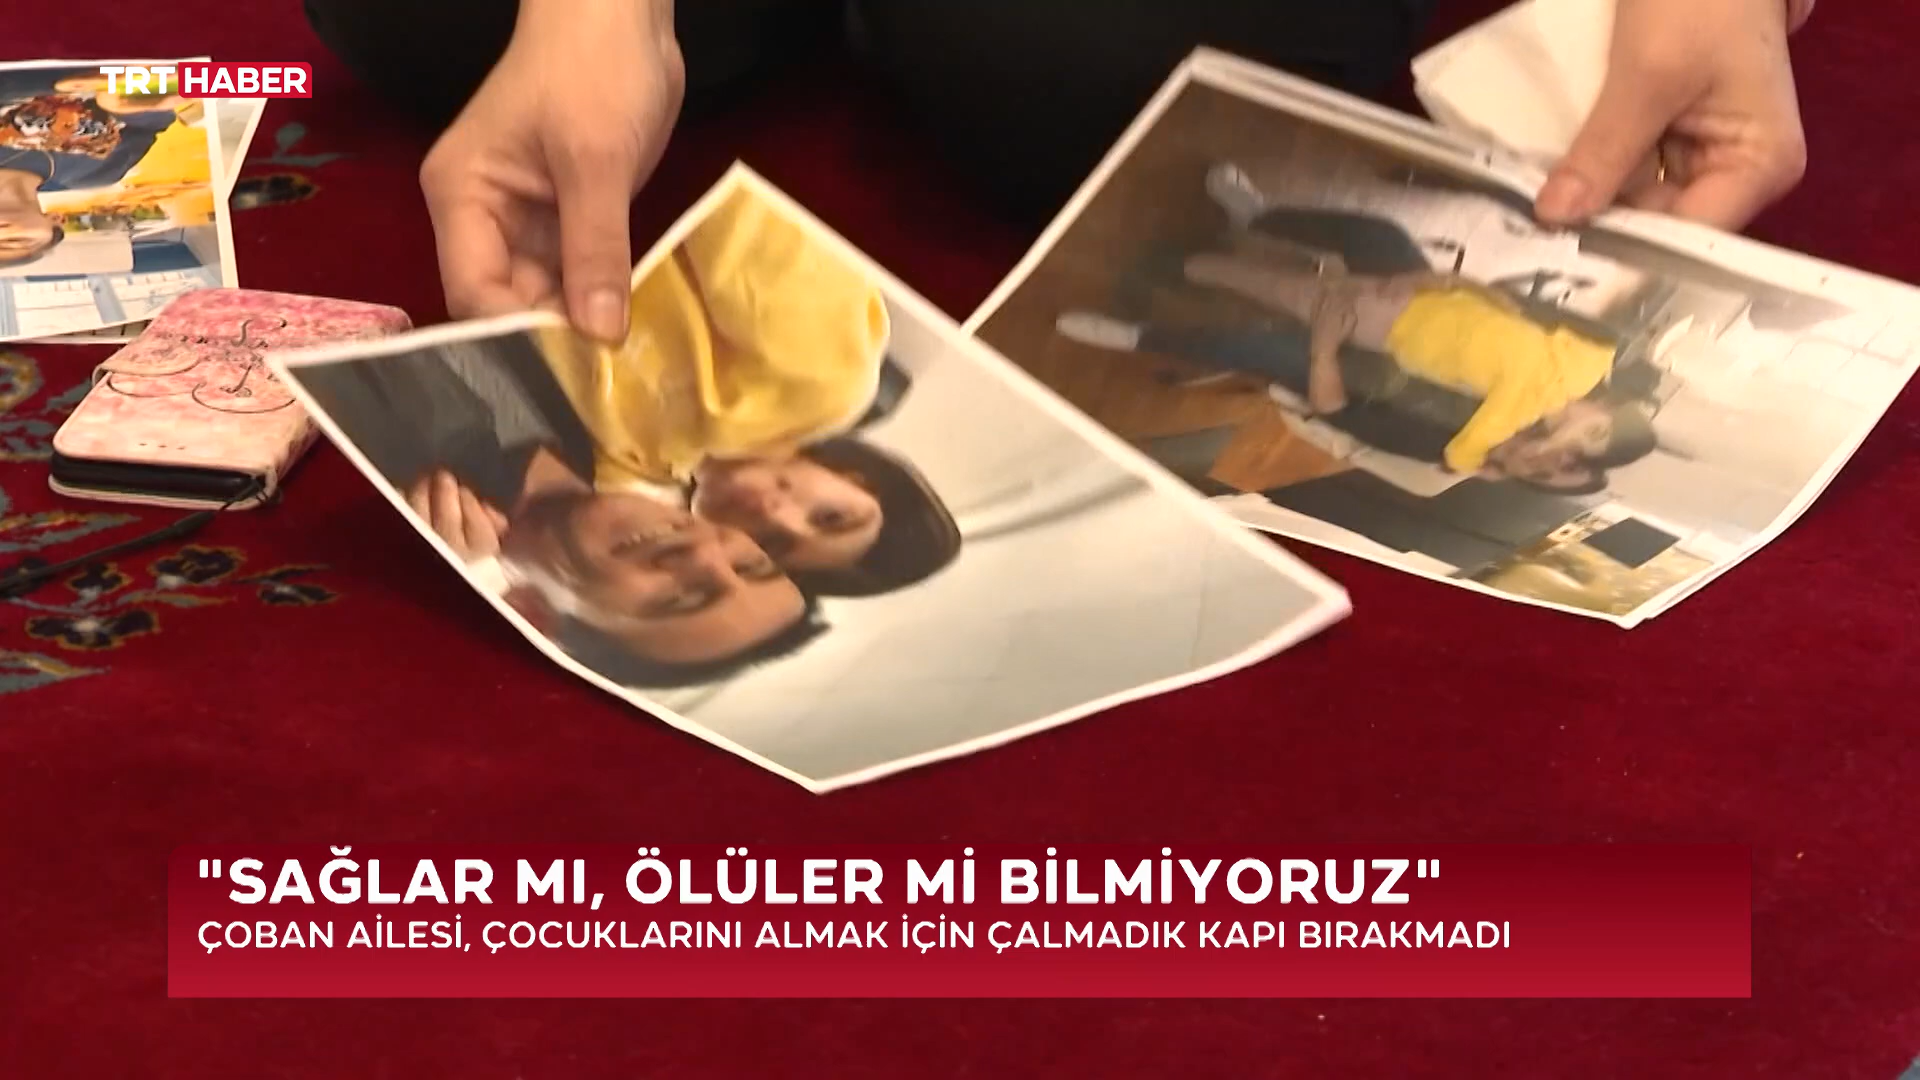 TRT HABER
"SAĞLAR MI, ÖLÜLER Mİ BİLMİYORUZ"
ÇOBAN AİLESİ, ÇOCUKLARINI ALMAK İÇİN ÇALMADIK KAPI BIRAKMADI